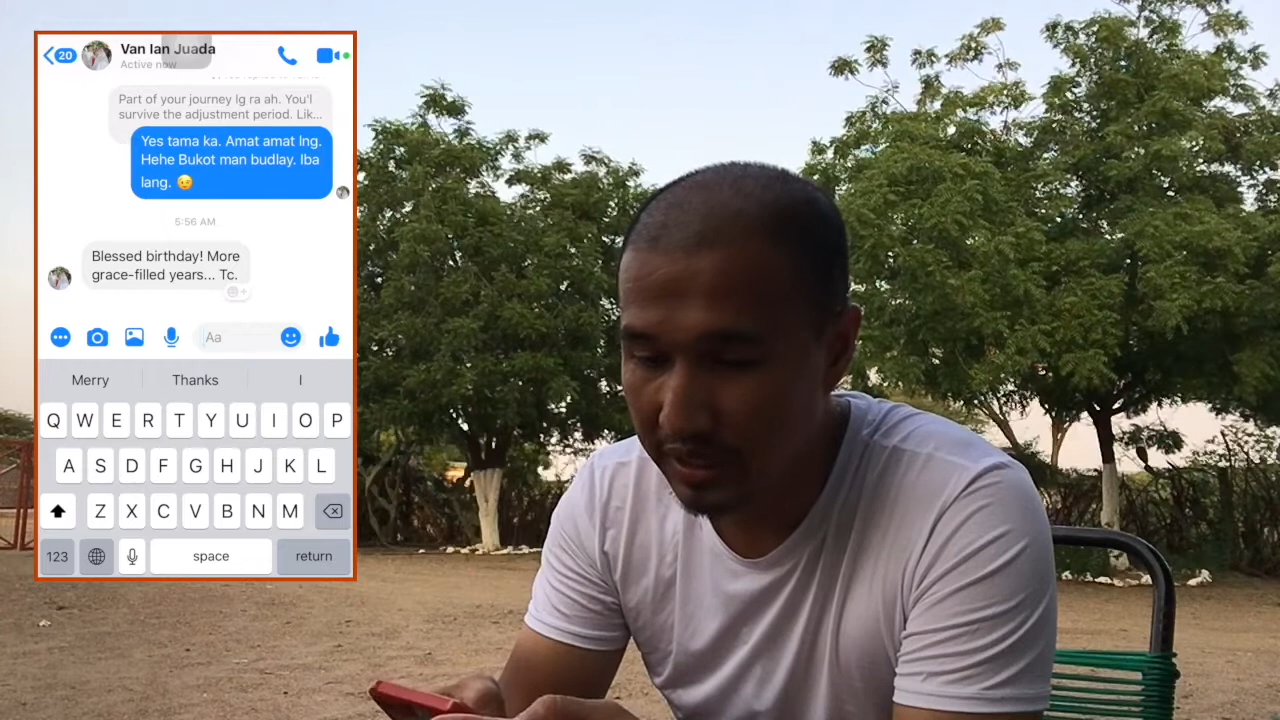 20
Van Ian Juada
Active now
Part of your journey lg ra ah. You'l
survive the adjustment period. Lik...
Yes tama ka. Amat amat lng.
Hehe Bukot man budlay. Iba
lang. 😉
5:56 AM
Blessed birthday! More
grace-filled years... Tc.
Aa
Merry Thanks I
Q W E R T Y U I O P
A S D F G H J K L
Z X C V B N M
123 space return